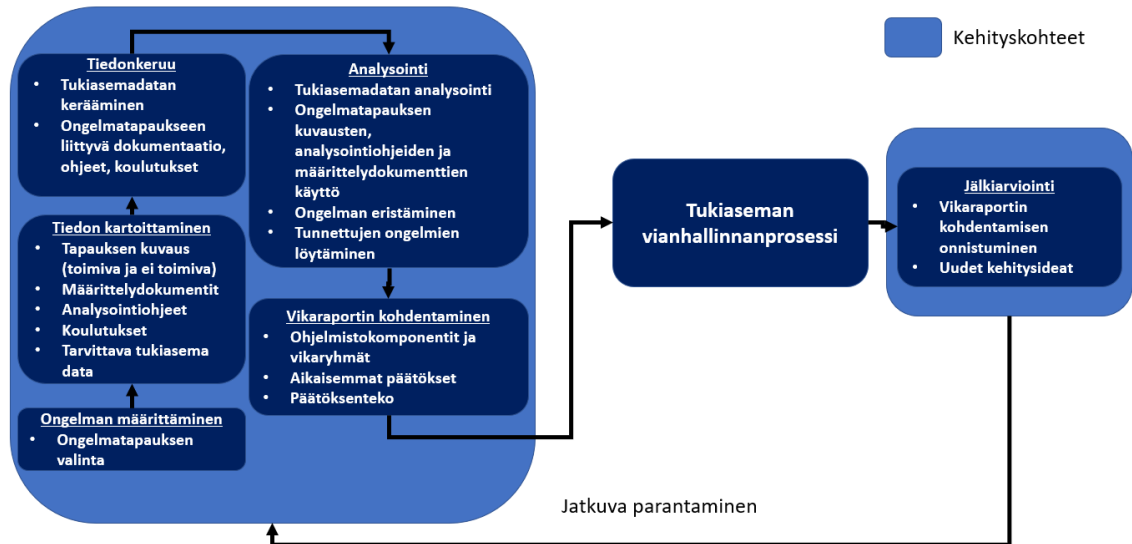 Kehityskohteet
Tiedonkeruu
• Tukiasemadatan
kerääminen
• Ongelmatapaukseen
liittyvä dokumentaatio,
ohjeet, koulutukset
Tiedon kartoittaminen
• Tapauksen kuvaus
(toimiva ja ei toimiva)
• Määrittelydokumentit
• Analysointiohjeet
• Koulutukset
• Tarvittava tukiasema
data
Ongelman määrittäminen
• Ongelmatapauksen
valinta
Analysointi
• Tukiasemadatan analysointi
• Ongelmatapauksen
kuvausten,
analysointiohjeiden ja
määrittelydokumenttien
käyttö
• Ongelman eristäminen
• Tunnettujen ongelmien
löytäminen
Vikaraportin kohdentaminen
• Ohjelmistokomponentit ja
vikaryhmät
• Aikaisemmat päätökset
• Päätöksenteko
Tukiaseman
vianhallinnanprosessi
Jälkiarviointi
• Vikaraportin
kohdentamisen
onnistuminen
• Uudet kehitysideat
Jatkuva parantaminen